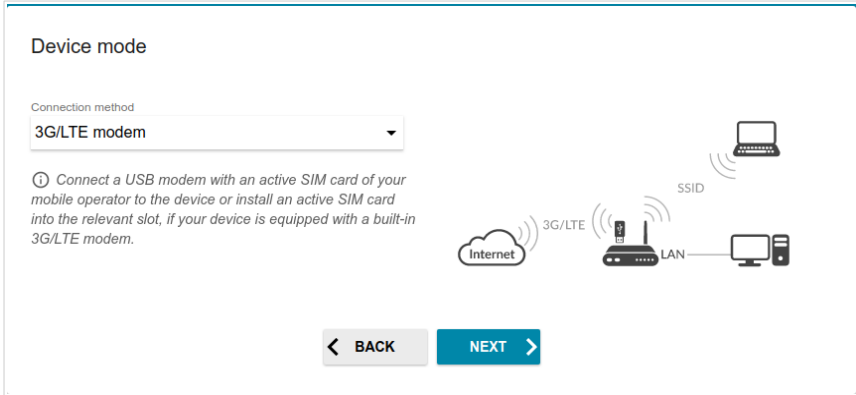 Device mode
Connection method
3G/LTE modem
Connect a USB modem with an active SIM card of your
mobile operator to the device or install an active SIM card
into the relevant slot, if your device is equipped with a built-in
3G/LTE modem.
SSID
3G/LTE
Internet
LAN
BACK
NEXT